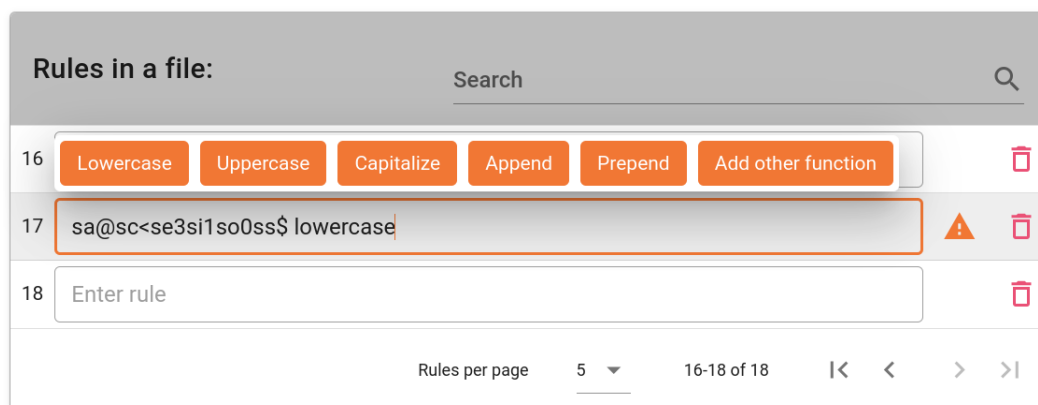 Rules in a file:
Search
16
Lowercase Uppercase Capitalize Append Prepend Add other function
17 sa@sc<se3si1so0ss$ lowercase
18 Enter rule
Rules per page 5 16-18 of 18